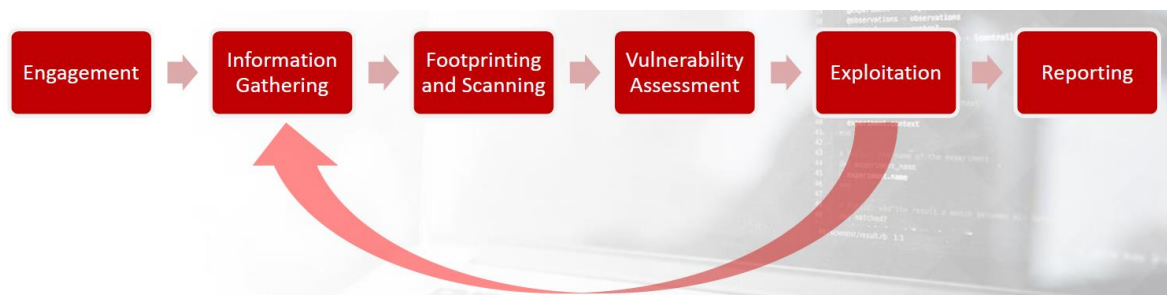 Engagement
Information
Gathering
Footprinting
and Scanning
Vulnerability
Assessment
Exploitation
Reporting